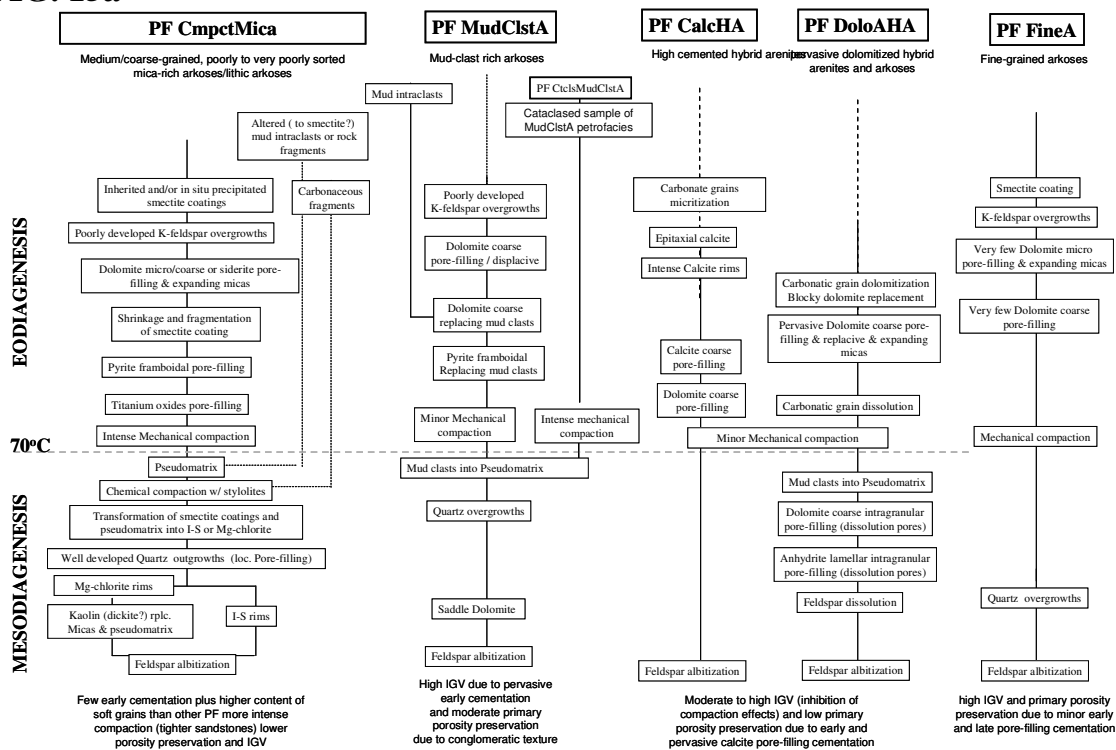 PF CmpctMica
Medium/coarse-grained, poorly to very poorly sorted
mica-rich arkoses/lithic arkoses
Altered ( to smectite?)
mud intraclasts or rock
fragments
Carbonaceous
fragments
Inherited and/or in situ precipitated
smectite coatings
Poorly developed K-feldspar overgrowths
Dolomite micro/coarse or siderite pore-
filling & expanding micas
Shrinkage and fragmentation
of smectite coating
Pyrite framboidal pore-filling
Titanium oxides pore-filling
Intense Mechanical compaction
Pseudomatrix
Chemical compaction w/ stylolites
Transformation of smectite coatings and
pseudomatrix into I-S or Mg-chlorite
Well developed Quartz outgrowths (loc. Pore-filling)
Mg-chlorite rims
Kaolin (dickite?) rplc.
Micas & pseudomatrix
I-S rims
Feldspar albitization
Few early cementation plus higher content of
soft grains than other PF more intense
compaction (tighter sandstones) lower
porosity preservation and IGV
PF MudClstA
Mud-clast rich arkoses
Mud intraclasts
PF CtclsMudClstA
Cataclased sample of
MudClstA petrofacies
Poorly developed
K-feldspar overgrowths
Dolomite coarse
pore-filling / displacive
Dolomite coarse
replacing mud clasts
Pyrite framboidal
Replacing mud clasts
Minor Mechanical
compaction
Intense mechanical
compaction
Mud clasts into Pseudomatrix
Quartz overgrowths
Saddle Dolomite
Feldspar albitization
High IGV due to pervasive
early cementation
and moderate primary
porosity preservation
due to conglomeratic texture
PF CalcHA
High cemented hybrid arenites
Carbonate grains
micritization
Epitaxial calcite
Intense Calcite rims
Calcite coarse
pore-filling
Dolomite coarse
pore-filling
Minor Mechanical compaction
Feldspar albitization
PF DoloAHA
pervasive dolomitized hybrid
arenites and arkoses
Carbonatic grain dolomitization
Blocky dolomite replacement
Pervasive Dolomite coarse pore-
filling & replacive & expanding
micas
Carbonatic grain dissolution
Mud clasts into Pseudomatrix
Dolomite coarse intragranular
pore-filling (dissolution pores)
Anhydrite lamellar intragranular
pore-filling (dissolution pores)
Feldspar dissolution
Feldspar albitization
Moderate to high IGV (inhibition of
compaction effects) and low primary
porosity preservation due to early and
pervasive calcite pore-filling cementation
PF FineA
Fine-grained arkoses
Smectite coating
K-feldspar overgrowths
Very few Dolomite micro
pore-filling & expanding micas
Very few Dolomite coarse
pore-filling
Mechanical compaction
Quartz overgrowths
Feldspar albitization
high IGV and primary porosity
preservation due to minor early
and late pore-filling cementation
EODIAGENESIS
70ºC
MESODIAGENESIS